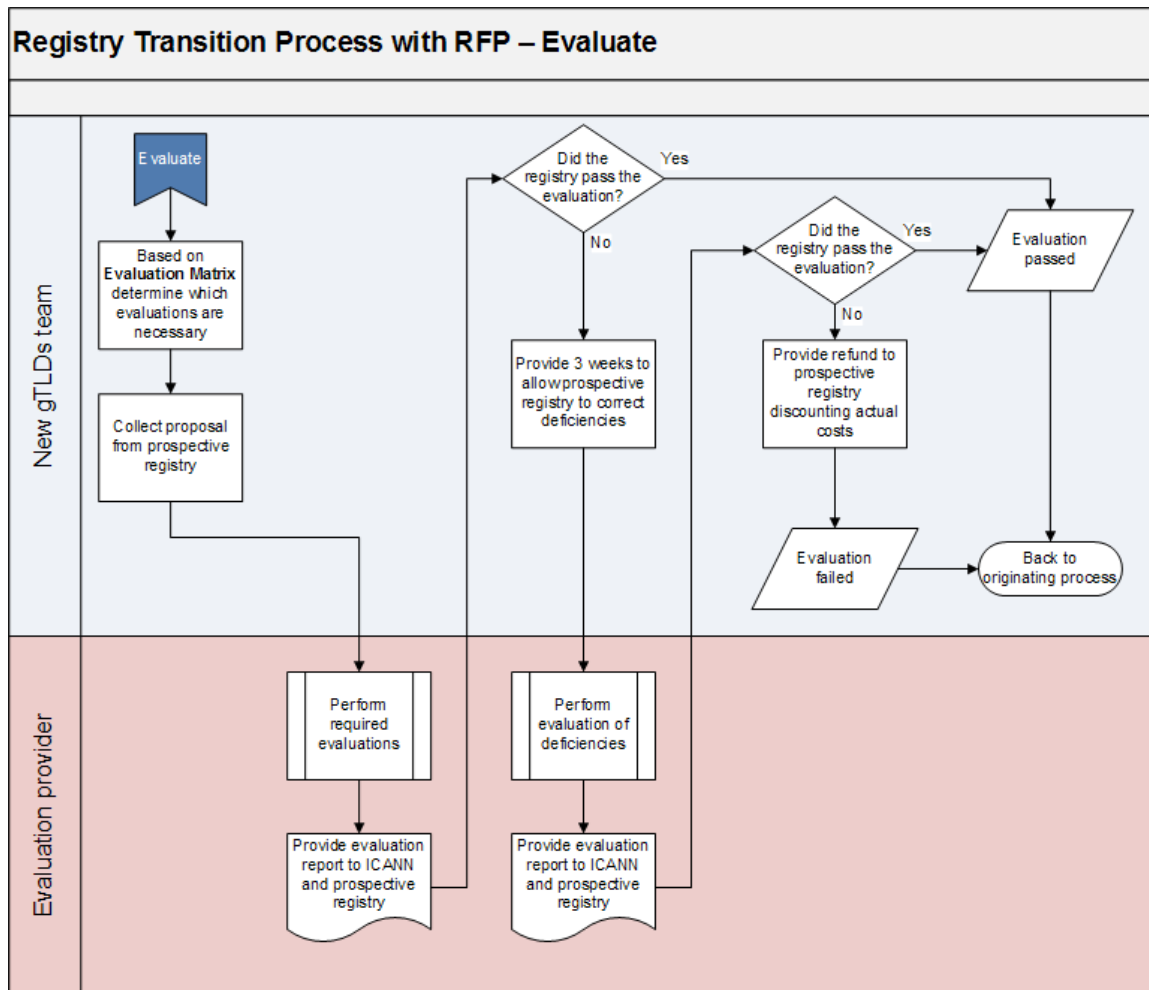 Registry Transition Process with RFP – Evaluate
New gTLDs team
Evaluate
Based on
Evaluation Matrix
determine which
evaluations are
necessary
Collect proposal
from prospective
registry
Did the
registry pass the
evaluation?
Yes
No
Provide 3 weeks to
allow prospective
registry to correct
deficiencies
Did the
registry pass the
evaluation?
Yes
No
Provide refund to
prospective
registry
discounting actual
costs
Evaluation
failed
Evaluation
passed
Back to
originating process
Evaluation provider
Perform
required
evaluations
Provide evaluation
report to ICANN
and prospective
registry
Perform
evaluation of
deficiencies
Provide evaluation
report to ICANN
and prospective
registry